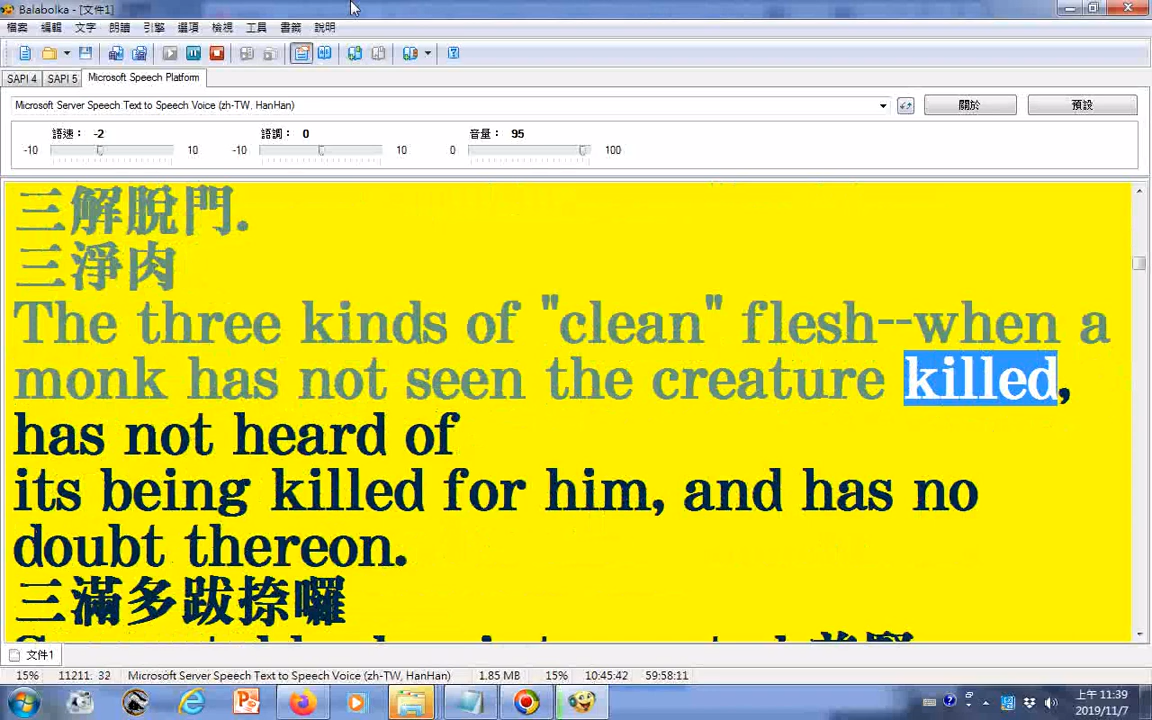 Balabolka - [文件1]
檔案 編輯 文字 朗讀 引擎 選項 檢視 工具 書籤 說明
SAPI 4 SAPI 5 Microsoft Speech Platform
Microsoft Server Speech Text to Speech Voice (zh-TW, HanHan) 關於 預設
語速： -2 語調： 0 音量： 95
-10 10 -10 10 0 100
三解脫門.
三淨肉
The three kinds of "clean" flesh--when a
monk has not seen the creature killed,
has not heard of
its being killed for him, and has no
doubt thereon.
三滿多跋捺囉
文件1
15% 11211: 32 Microsoft Server Speech Text to Speech Voice (zh-TW, HanHan) 1.85 MB 15% 10:45:42 59:58:11
上午 11:39
2019/11/7